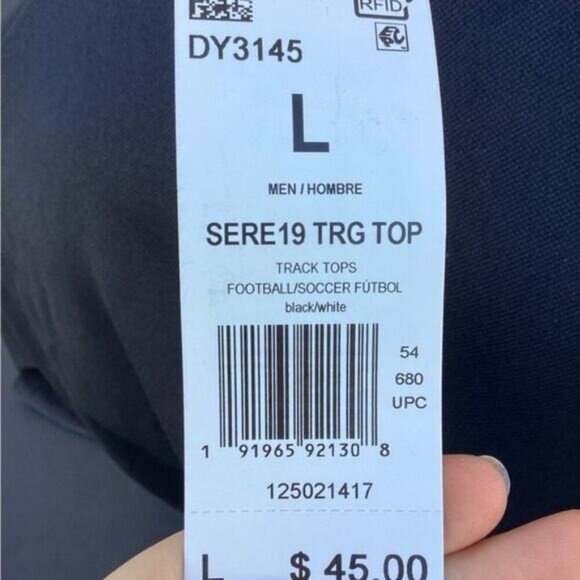 RFID
DY3145
L
MEN / HOMBRE
SERE19 TRG TOP
TRACK TOPS
FOOTBALL/SOCCER FÚTBOL
black/white
54
680
UPC
1 91965 92130 8
125021417
L $ 45.00